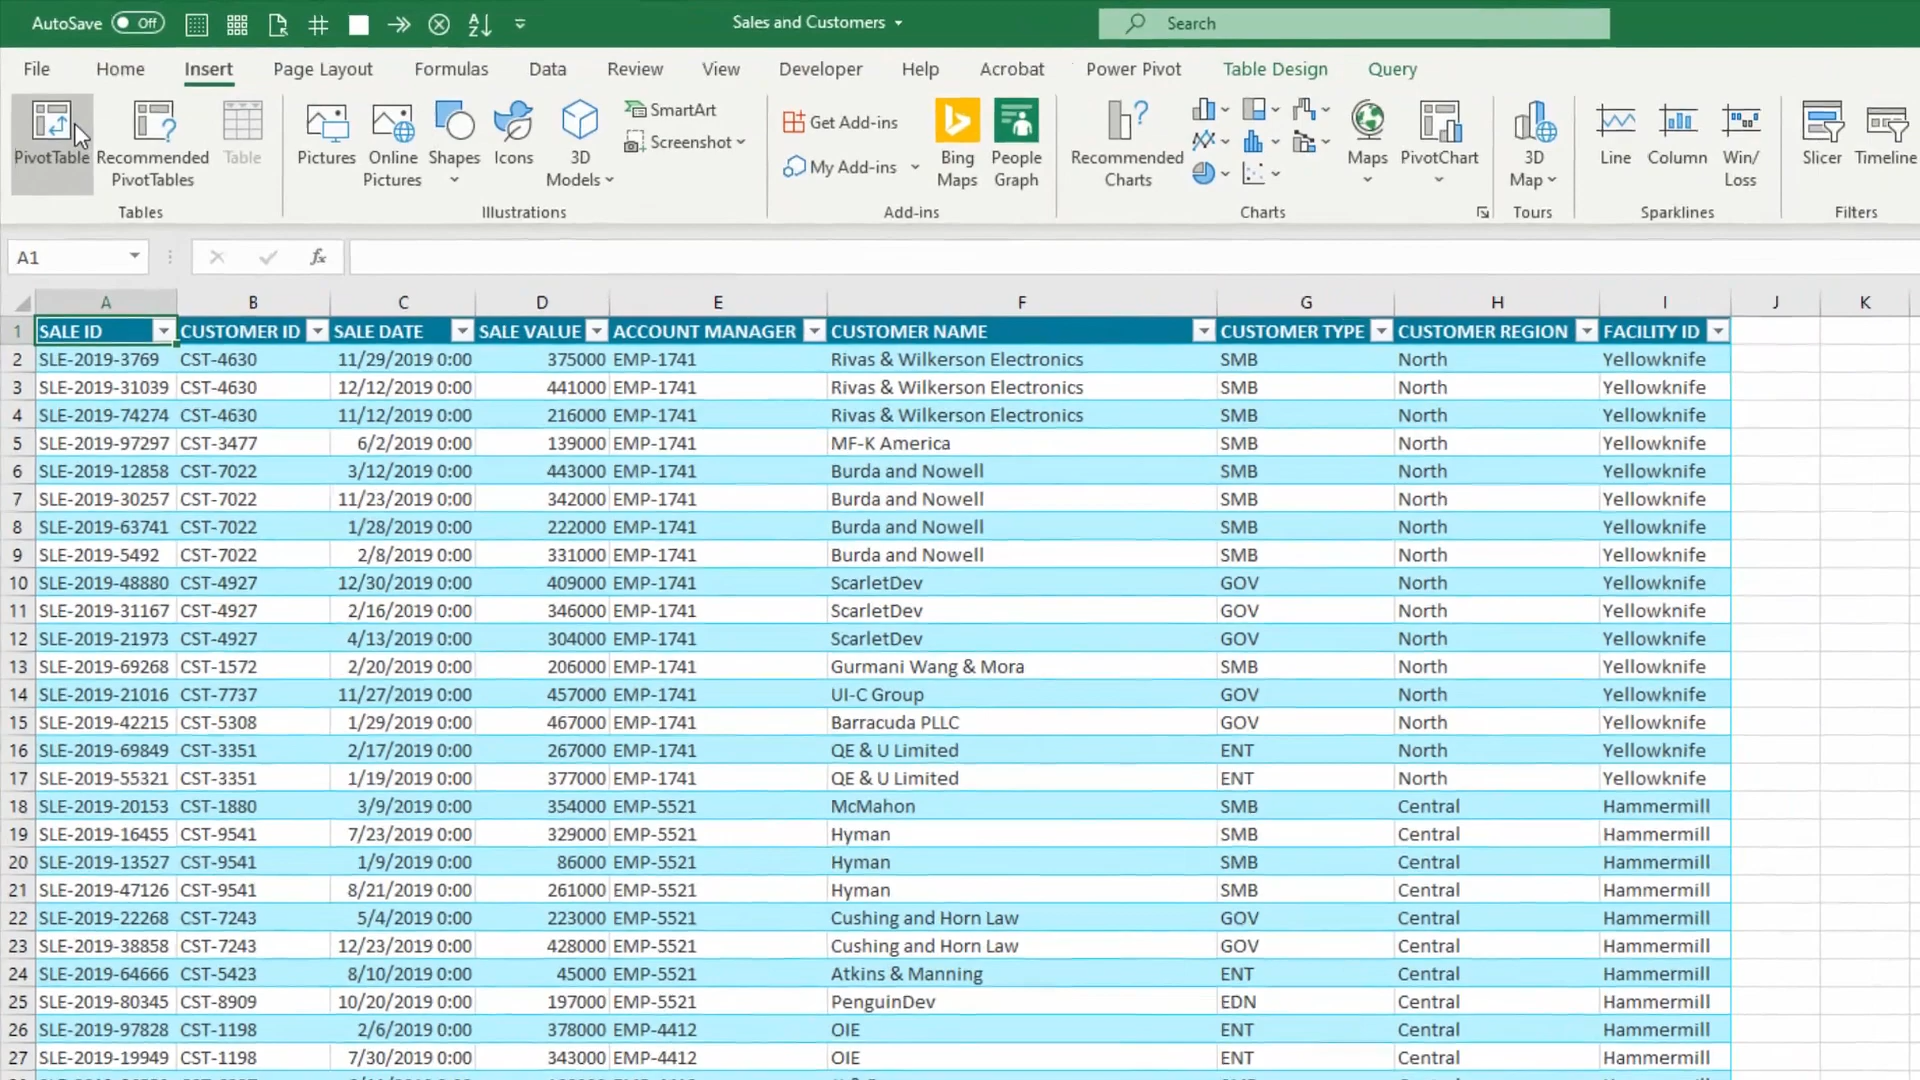 AutoSave Off Sales and Customers Search
File Home Insert Page Layout Formulas Data Review View Developer Help Acrobat Power Pivot Table Design Query
PivotTable Recommended PivotTables Table
Tables
Pictures Online Pictures Shapes Icons 3D Models SmartArt Screenshot
Illustrations
Get Add-ins My Add-ins Bing Maps People Graph
Add-ins
Recommended Charts Maps PivotChart
Charts
3D Map
Tours
Line Column Win/Loss
Sparklines
Slicer Timeline
Filters
A1 fx
A B C D E F G H I J K
1 SALE ID CUSTOMER ID SALE DATE SALE VALUE ACCOUNT MANAGER CUSTOMER NAME CUSTOMER TYPE CUSTOMER REGION FACILITY ID
2 SLE-2019-3769 CST-4630 11/29/2019 0:00 375000 EMP-1741 Rivas & Wilkerson Electronics SMB North Yellowknife
3 SLE-2019-31039 CST-4630 12/12/2019 0:00 441000 EMP-1741 Rivas & Wilkerson Electronics SMB North Yellowknife
4 SLE-2019-74274 CST-4630 11/12/2019 0:00 216000 EMP-1741 Rivas & Wilkerson Electronics SMB North Yellowknife
5 SLE-2019-97297 CST-3477 6/2/2019 0:00 139000 EMP-1741 MF-K America SMB North Yellowknife
6 SLE-2019-12858 CST-7022 3/12/2019 0:00 443000 EMP-1741 Burda and Nowell SMB North Yellowknife
7 SLE-2019-30257 CST-7022 11/23/2019 0:00 342000 EMP-1741 Burda and Nowell SMB North Yellowknife
8 SLE-2019-63741 CST-7022 1/28/2019 0:00 222000 EMP-1741 Burda and Nowell SMB North Yellowknife
9 SLE-2019-5492 CST-7022 2/8/2019 0:00 331000 EMP-1741 Burda and Nowell SMB North Yellowknife
10 SLE-2019-48880 CST-4927 12/30/2019 0:00 409000 EMP-1741 ScarletDev GOV North Yellowknife
11 SLE-2019-31167 CST-4927 2/16/2019 0:00 346000 EMP-1741 ScarletDev GOV North Yellowknife
12 SLE-2019-21973 CST-4927 4/13/2019 0:00 304000 EMP-1741 ScarletDev GOV North Yellowknife
13 SLE-2019-69268 CST-1572 2/20/2019 0:00 206000 EMP-1741 Gurmani Wang & Mora SMB North Yellowknife
14 SLE-2019-21016 CST-7737 11/27/2019 0:00 457000 EMP-1741 UI-C Group GOV North Yellowknife
15 SLE-2019-42215 CST-5308 1/29/2019 0:00 467000 EMP-1741 Barracuda PLLC GOV North Yellowknife
16 SLE-2019-69849 CST-3351 2/17/2019 0:00 267000 EMP-1741 QE & U Limited ENT North Yellowknife
17 SLE-2019-55321 CST-3351 1/19/2019 0:00 377000 EMP-1741 QE & U Limited ENT North Yellowknife
18 SLE-2019-20153 CST-1880 3/9/2019 0:00 354000 EMP-5521 McMahon SMB Central Hammermill
19 SLE-2019-16455 CST-9541 7/23/2019 0:00 329000 EMP-5521 Hyman SMB Central Hammermill
20 SLE-2019-13527 CST-9541 1/9/2019 0:00 86000 EMP-5521 Hyman SMB Central Hammermill
21 SLE-2019-47126 CST-9541 8/21/2019 0:00 261000 EMP-5521 Hyman SMB Central Hammermill
22 SLE-2019-22268 CST-7243 5/4/2019 0:00 223000 EMP-5521 Cushing and Horn Law GOV Central Hammermill
23 SLE-2019-38858 CST-7243 12/23/2019 0:00 428000 EMP-5521 Cushing and Horn Law GOV Central Hammermill
24 SLE-2019-64666 CST-5423 8/10/2019 0:00 45000 EMP-5521 Atkins & Manning ENT Central Hammermill
25 SLE-2019-80345 CST-8909 10/20/2019 0:00 197000 EMP-5521 PenguinDev EDN Central Hammermill
26 SLE-2019-97828 CST-1198 2/6/2019 0:00 378000 EMP-4412 OIE ENT Central Hammermill
27 SLE-2019-19949 CST-1198 7/30/2019 0:00 343000 EMP-4412 OIE ENT Central Hammermill